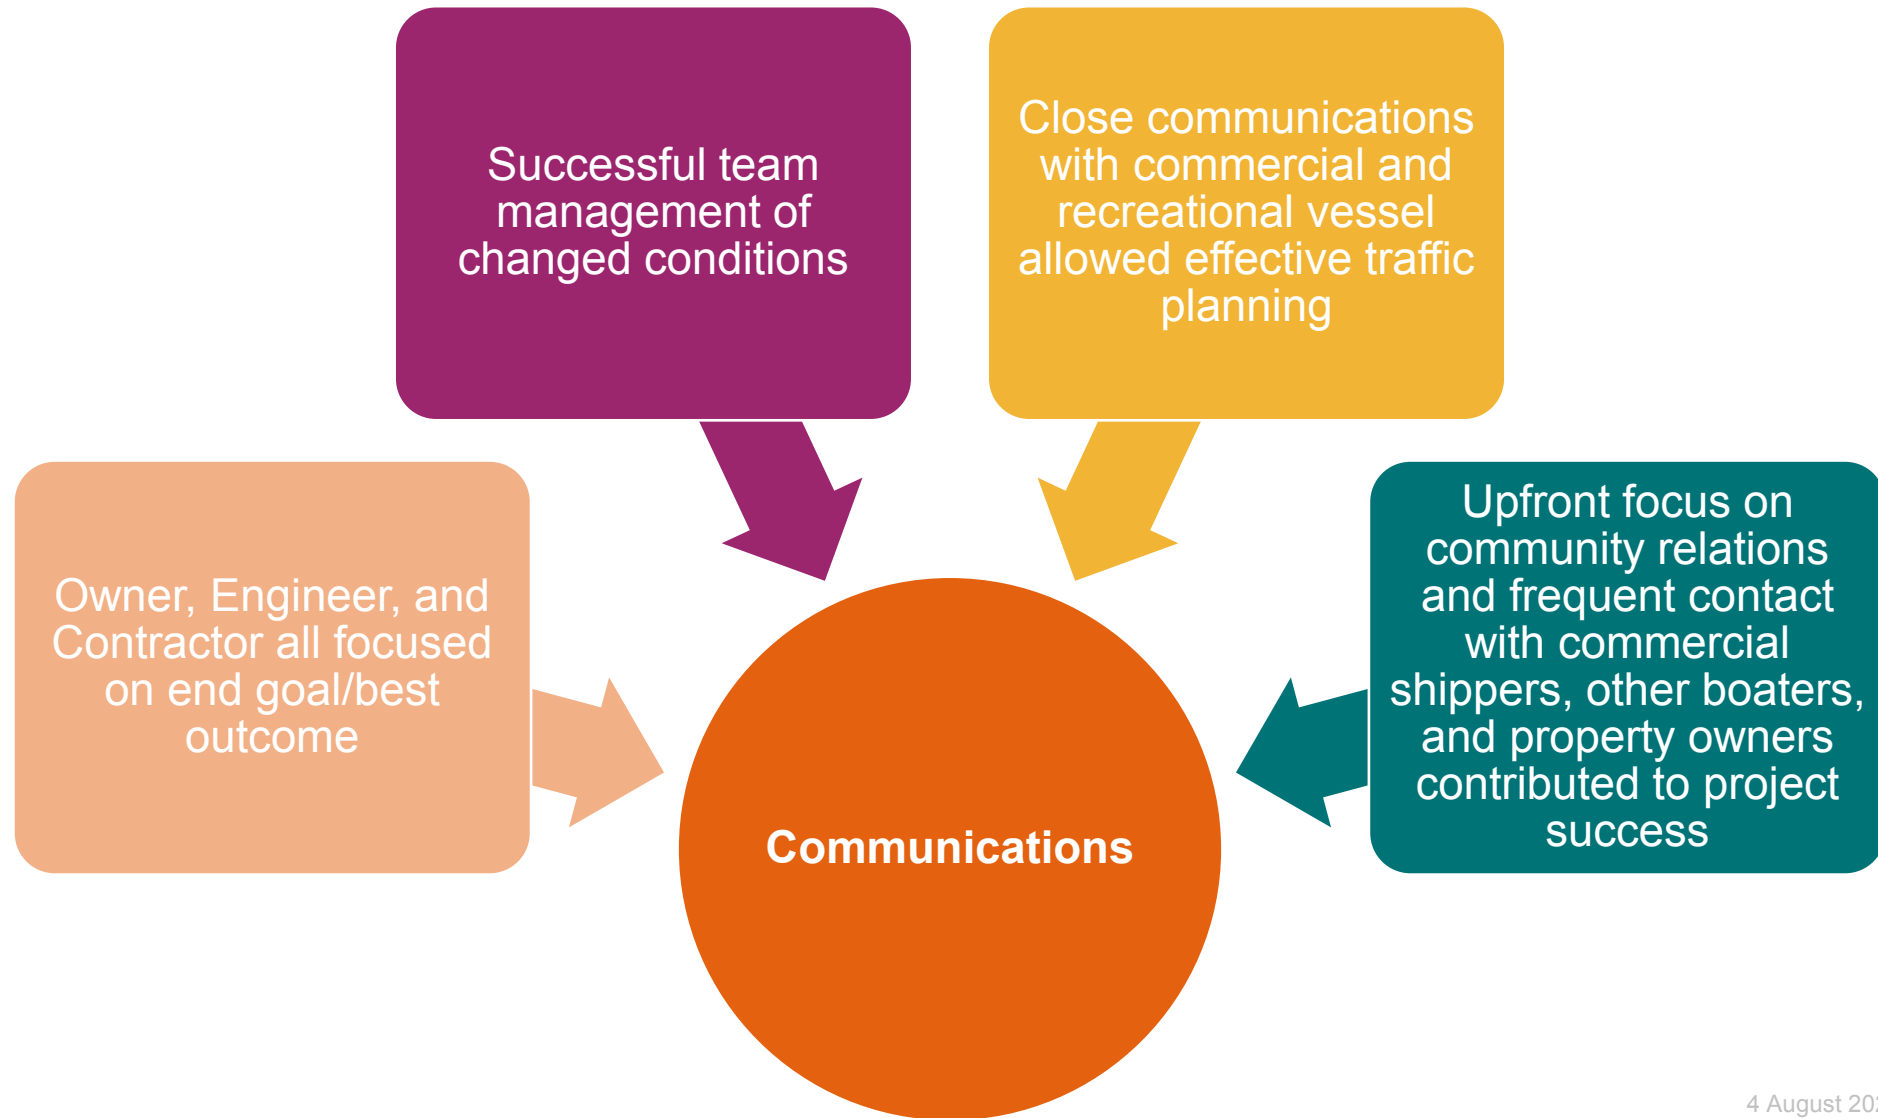 Successful team
management of
changed conditions
Close communications
with commercial and
recreational vessel
allowed effective traffic
planning
Owner, Engineer, and
Contractor all focused
on end goal/best
outcome
Upfront focus on
community relations
and frequent contact
with commercial
shippers, other boaters,
and property owners
contributed to project
success
Communications
4 August